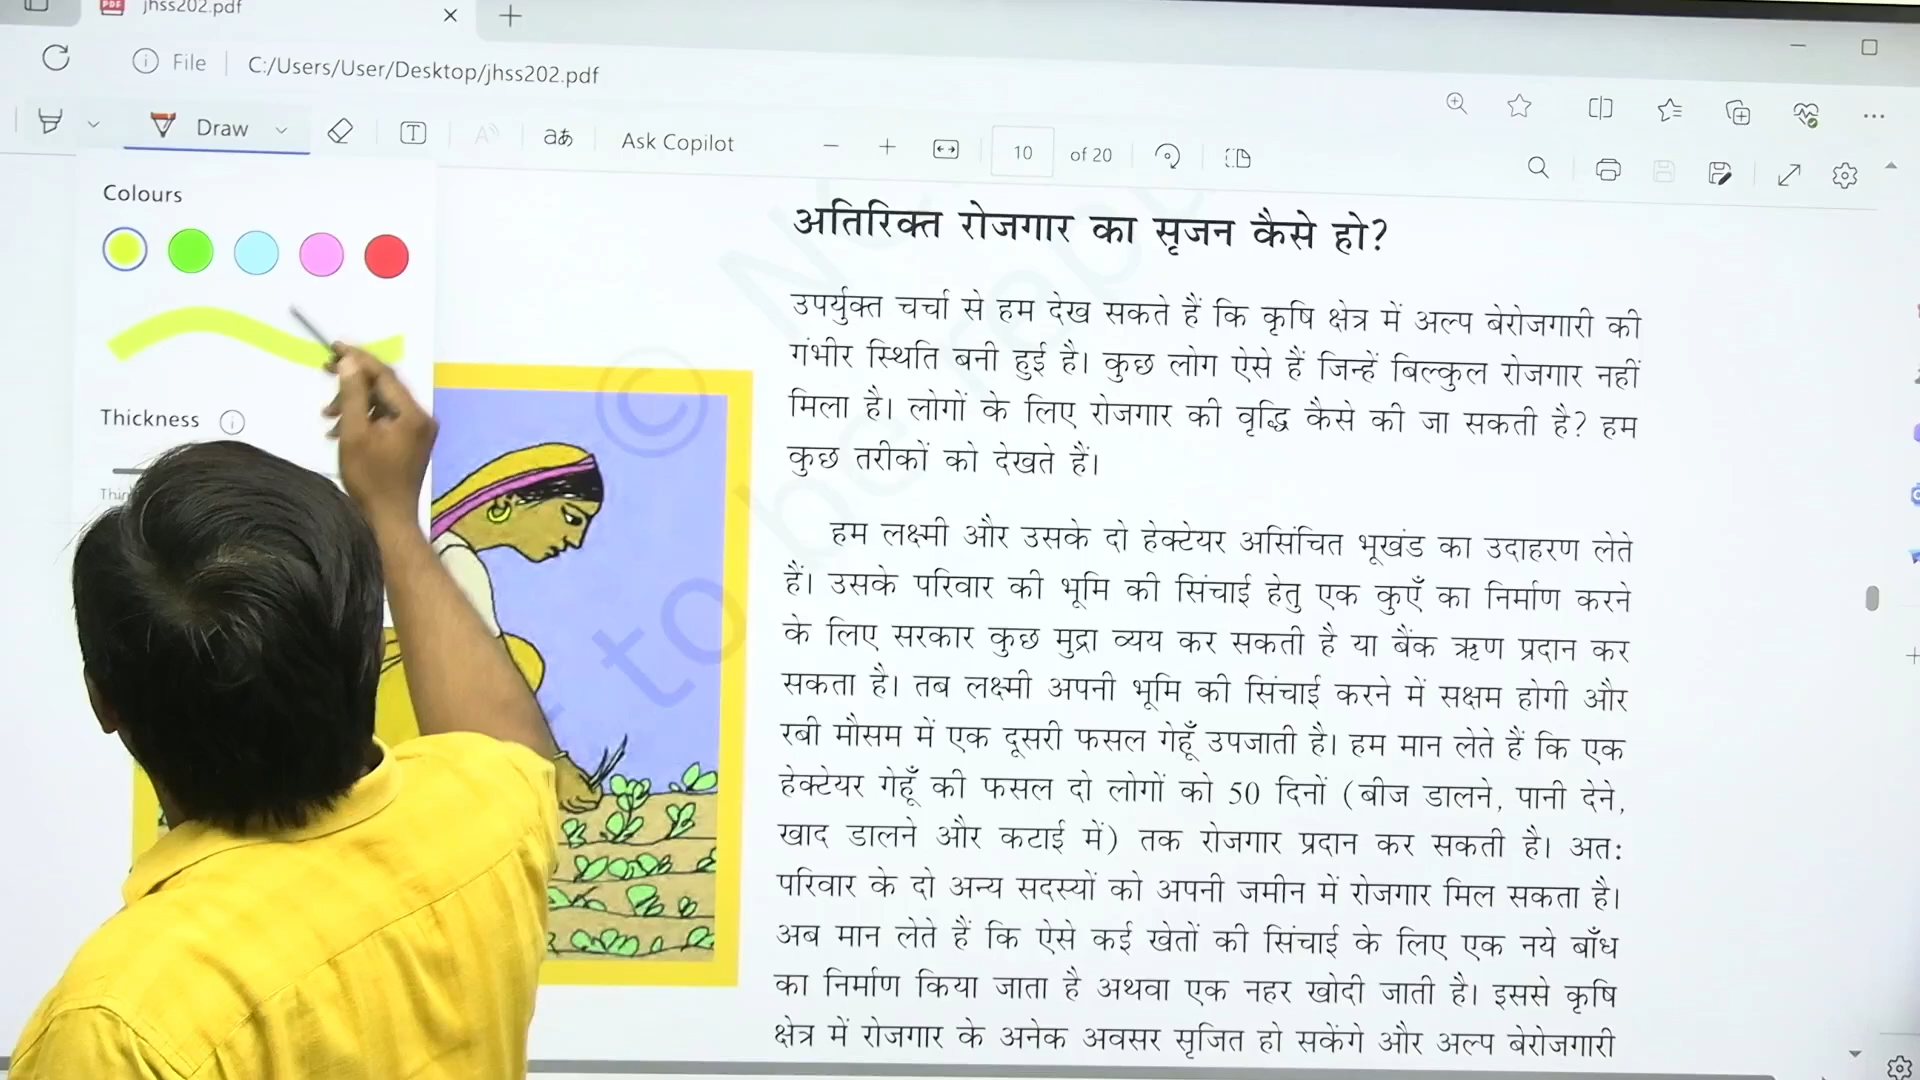 jhss202.pdf
File
C:/Users/User/Desktop/jhss202.pdf
Draw
aあ
Ask Copilot
10 of 20
Colours
Thickness
अतिरिक्त रोजगार का सृजन कैसे हो?
उपर्युक्त चर्चा से हम देख सकते हैं कि कृषि क्षेत्र में अल्प बेरोजगारी की
गंभीर स्थिति बनी हुई है। कुछ लोग ऐसे हैं जिन्हें बिल्कुल रोजगार नहीं
मिला है। लोगों के लिए रोजगार की वृद्धि कैसे की जा सकती है? हम
कुछ तरीकों को देखते हैं।
हम लक्ष्मी और उसके दो हेक्टेयर असिंचित भूखंड का उदाहरण लेते
हैं। उसके परिवार की भूमि की सिंचाई हेतु एक कुएँ का निर्माण करने
के लिए सरकार कुछ मुद्रा व्यय कर सकती है या बैंक ऋण प्रदान कर
सकता है। तब लक्ष्मी अपनी भूमि की सिंचाई करने में सक्षम होगी और
रबी मौसम में एक दूसरी फसल गेहूँ उपजाती है। हम मान लेते हैं कि एक
हेक्टेयर गेहूँ की फसल दो लोगों को 50 दिनों (बीज डालने, पानी देने,
खाद डालने और कटाई में) तक रोजगार प्रदान कर सकती है। अतः
परिवार के दो अन्य सदस्यों को अपनी जमीन में रोजगार मिल सकता है।
अब मान लेते हैं कि ऐसे कई खेतों की सिंचाई के लिए एक नये बाँध
का निर्माण किया जाता है अथवा एक नहर खोदी जाती है। इससे कृषि
क्षेत्र में रोजगार के अनेक अवसर सृजित हो सकेंगे और अल्प बेरोजगारी